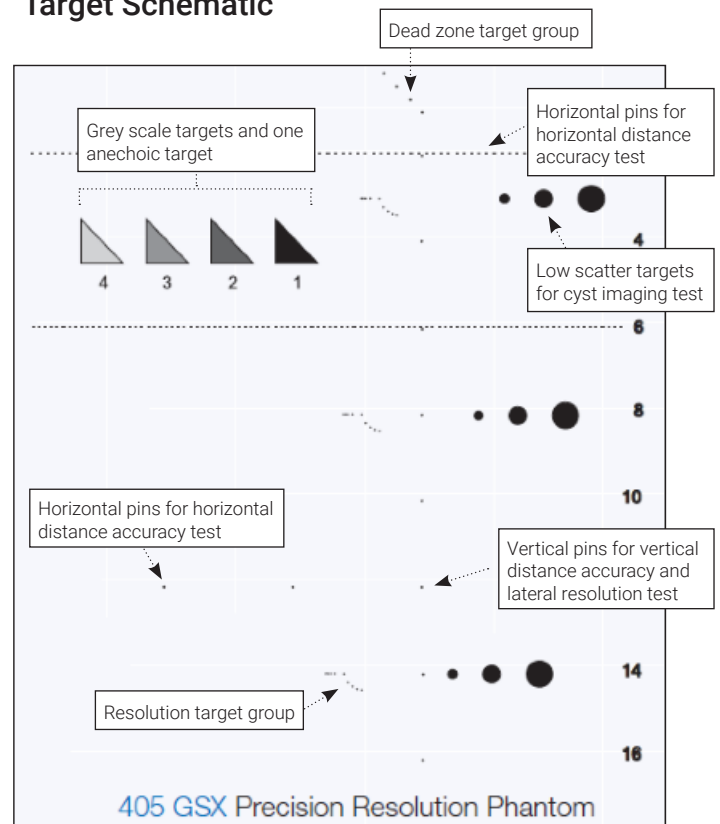 Target Schematic
Dead zone target group
Horizontal pins for
horizontal distance
accuracy test
Grey scale targets and one
anechoic target
4
4 3 2 1
Low scatter targets
for cyst imaging test
6
8
10
Horizontal pins for horizontal
distance accuracy test
Vertical pins for vertical
distance accuracy and
lateral resolution test
14
Resolution target group
16
405 GSX Precision Resolution Phantom